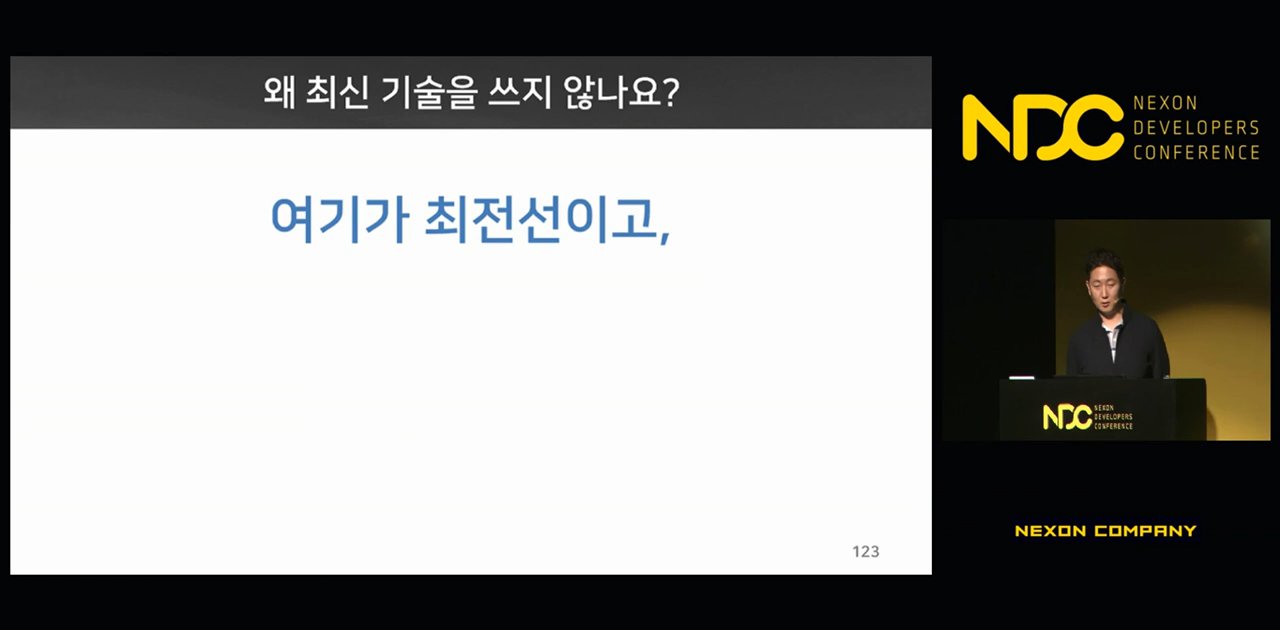 왜 최신 기술을 쓰지 않나요?
여기가 최전선이고,
123
NDC
NEXON
DEVELOPERS
CONFERENCE
NDC
NEXON
DEVELOPERS
CONFERENCE
NEXON COMPANY